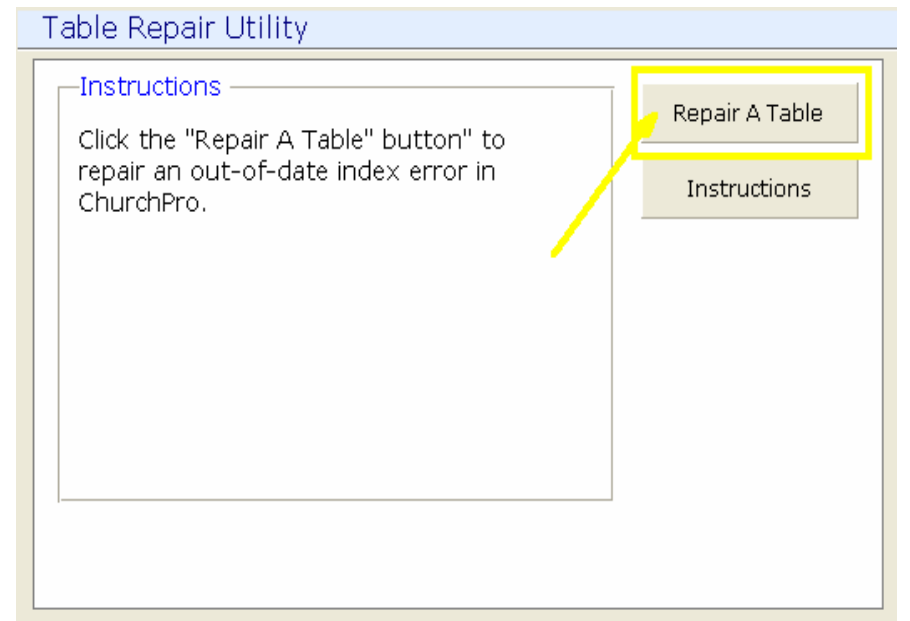 Table Repair Utility
Instructions
Click the "Repair A Table" button" to
repair an out-of-date index error in
ChurchPro.
Repair A Table
Instructions